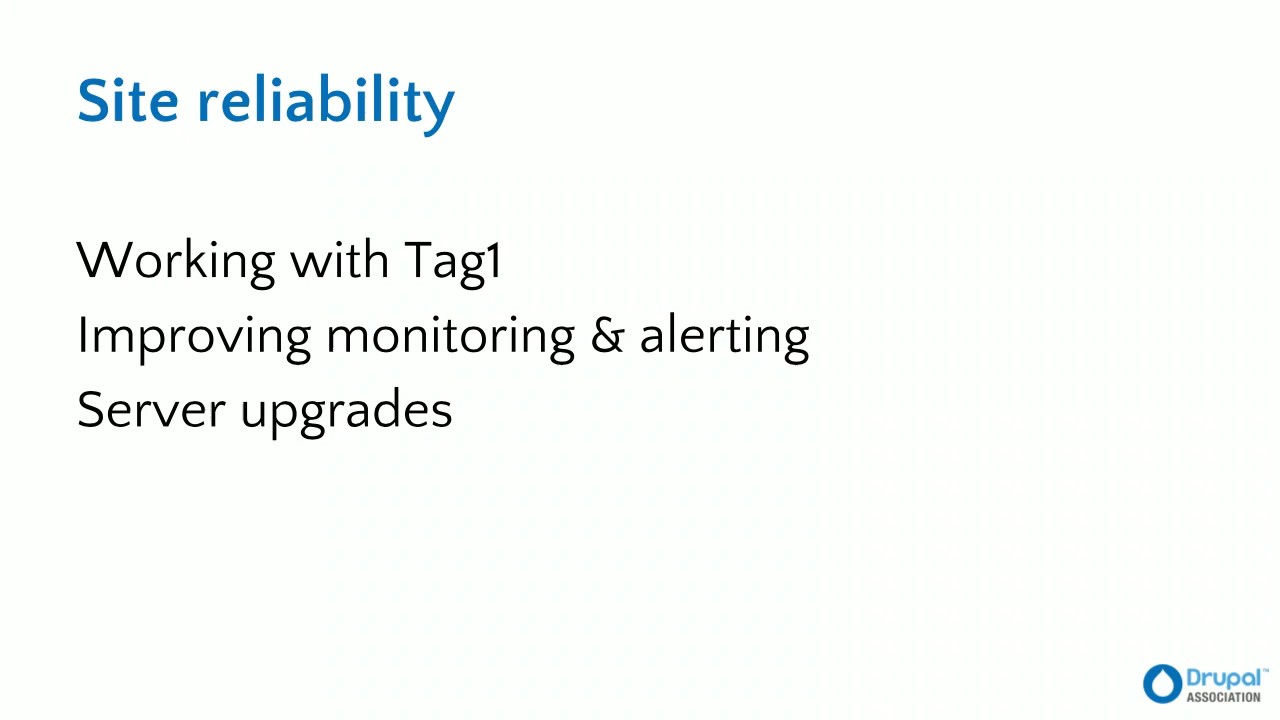 Site reliability
Working with Tag1
Improving monitoring & alerting
Server upgrades
Drupal™
ASSOCIATION